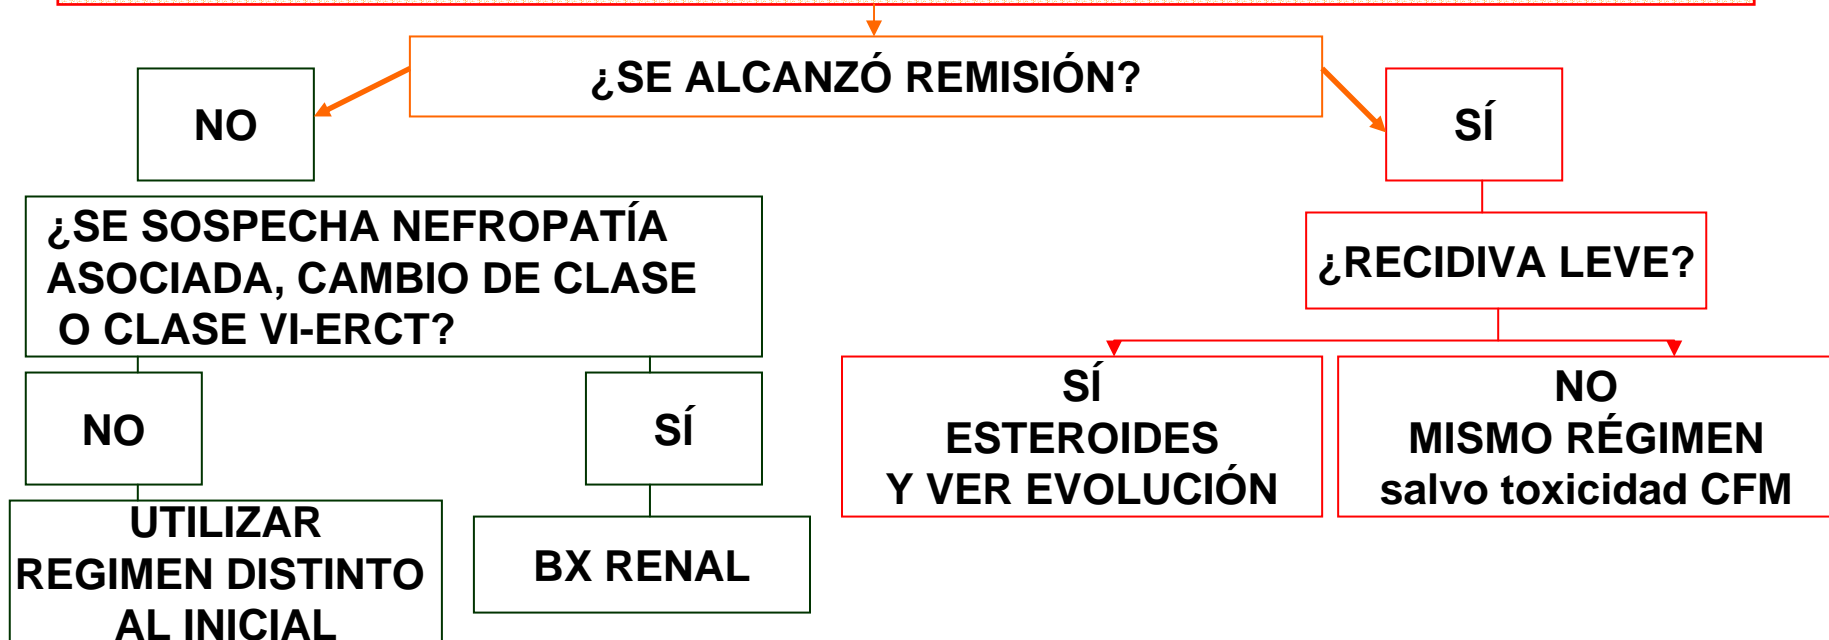 ¿SE ALCANZÓ REMISIÓN?
NO
SÍ
¿SE SOSPECHA NEFROPATÍA
ASOCIADA, CAMBIO DE CLASE
O CLASE VI-ERCT?
¿RECIDIVA LEVE?
NO
SÍ
SÍ
ESTEROIDES
Y VER EVOLUCIÓN
NO
MISMO RÉGIMEN
salvo toxicidad CFM
UTILIZAR
REGIMEN DISTINTO
AL INICIAL
BX RENAL